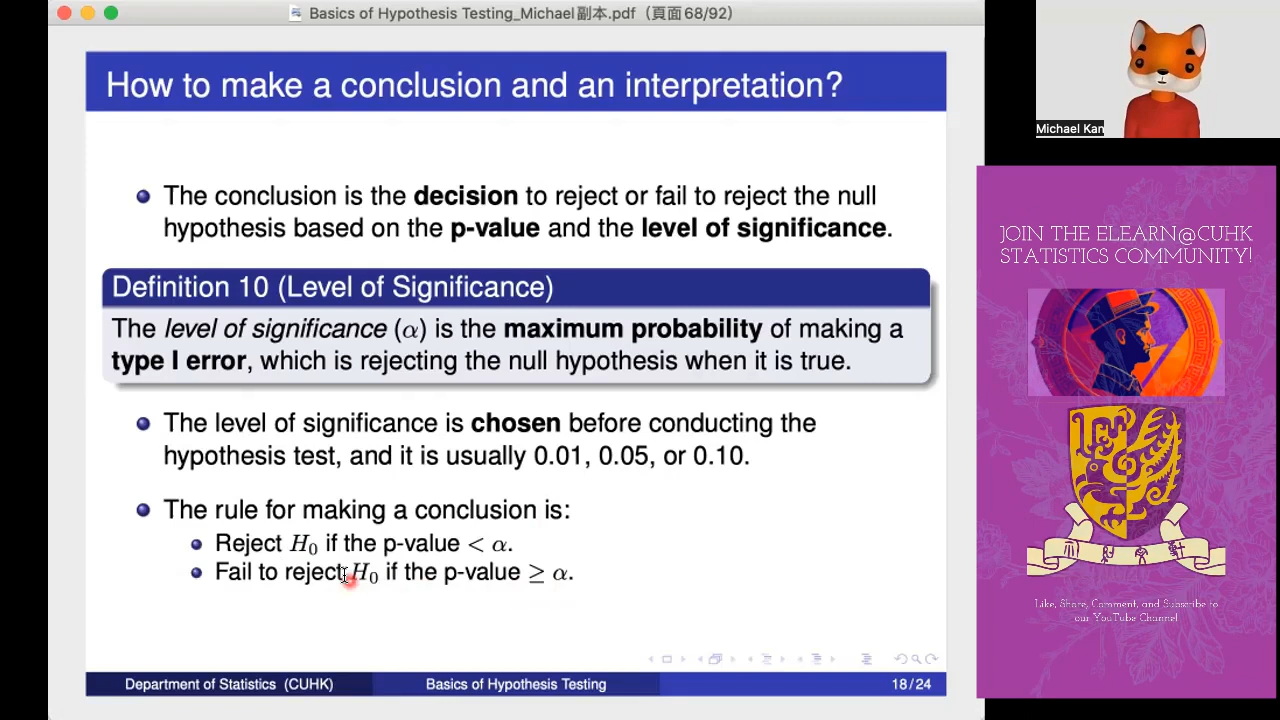 Basics of Hypothesis Testing_Michael副本.pdf（頁面68/92）
How to make a conclusion and an interpretation?
The conclusion is the decision to reject or fail to reject the null
hypothesis based on the p-value and the level of significance.
Definition 10 (Level of Significance)
The level of significance (α) is the maximum probability of making a
type I error, which is rejecting the null hypothesis when it is true.
The level of significance is chosen before conducting the
hypothesis test, and it is usually 0.01, 0.05, or 0.10.
The rule for making a conclusion is:
Reject H₀ if the p-value < α.
Fail to reject H₀ if the p-value ≥ α.
Department of Statistics (CUHK)
Basics of Hypothesis Testing
18 / 24
Michael Kan
JOIN THE ELEARN@CUHK
STATISTICS COMMUNITY!
Like, Share, Comment, and Subscribe to
our YouTube Channel